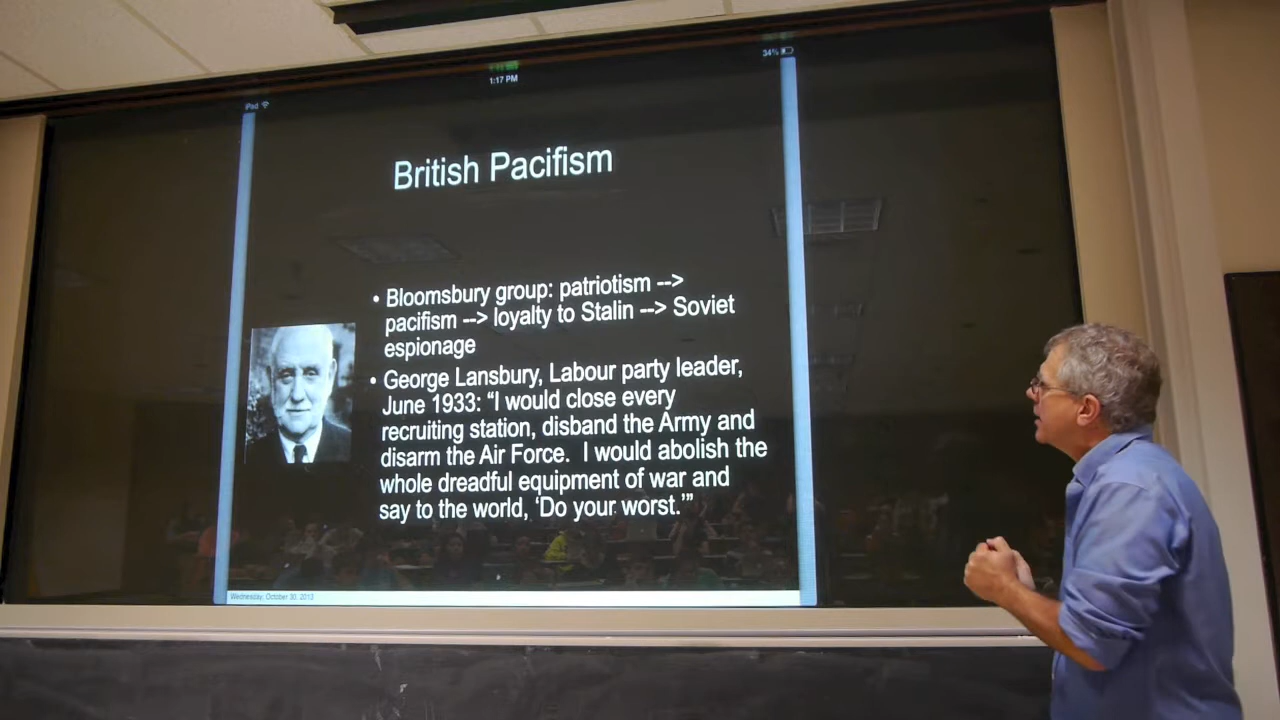 iPad
1:17 PM
34%
British Pacifism
• Bloomsbury group: patriotism -->
pacifism --> loyalty to Stalin --> Soviet
espionage
• George Lansbury, Labour party leader,
June 1933: “I would close every
recruiting station, disband the Army and
disarm the Air Force.  I would abolish the
whole dreadful equipment of war and
say to the world, ‘Do your worst.’”
Wednesday, October 30, 2013